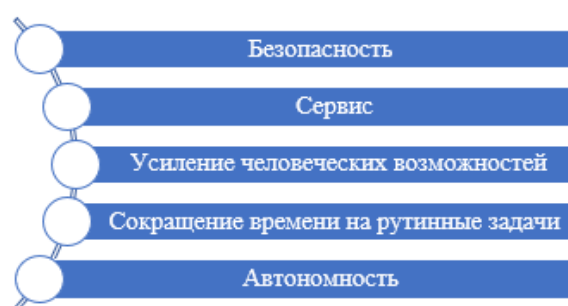 Безопасность
Сервис
Усиление человеческих возможностей
Сокращение времени на рутинные задачи
Автономность